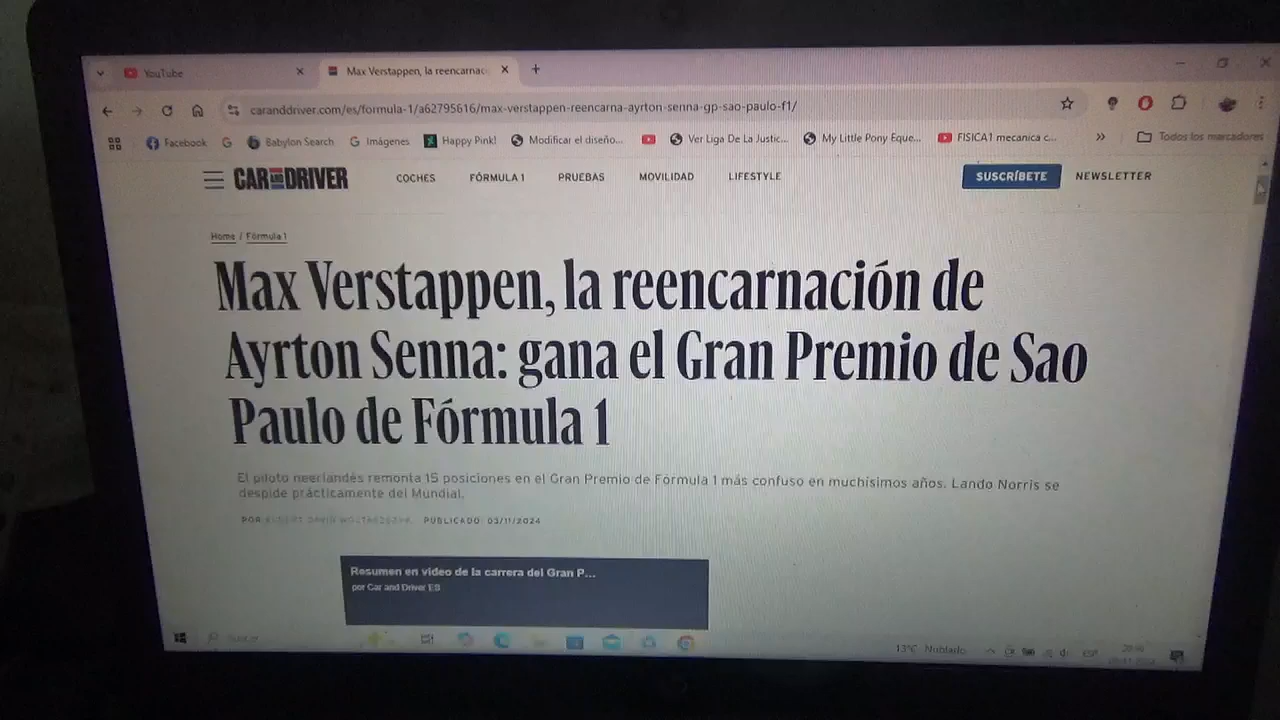 YouTube
Max Verstappen, la reencarnac
caranddriver.com/es/formula-1/a62795616/max-verstappen-reencarna-ayrton-senna-gp-sao-paulo-f1/
Facebook
Babylon Search
Imágenes
Happy Pink!
Modificar el diseño...
Ver Liga De La Justic...
My Little Pony Eque...
FISICA1 mecanica c...
Todos los marcadores
CAR AND DRIVER
COCHES
FÓRMULA 1
PRUEBAS
MOVILIDAD
LIFESTYLE
SUSCRÍBETE
NEWSLETTER
Home / Fórmula 1
Max Verstappen, la reencarnación de
Ayrton Senna: gana el Gran Premio de Sao
Paulo de Fórmula 1
El piloto neerlandés remonta 15 posiciones en el Gran Premio de Fórmula 1 más confuso en muchísimos años. Lando Norris se
despide prácticamente del Mundial.
POR
PUBLICADO: 03/11/2024
Resumen en vídeo de la carrera del Gran P...
por Car and Driver ES
Buscar
13°C Nublado
ESP